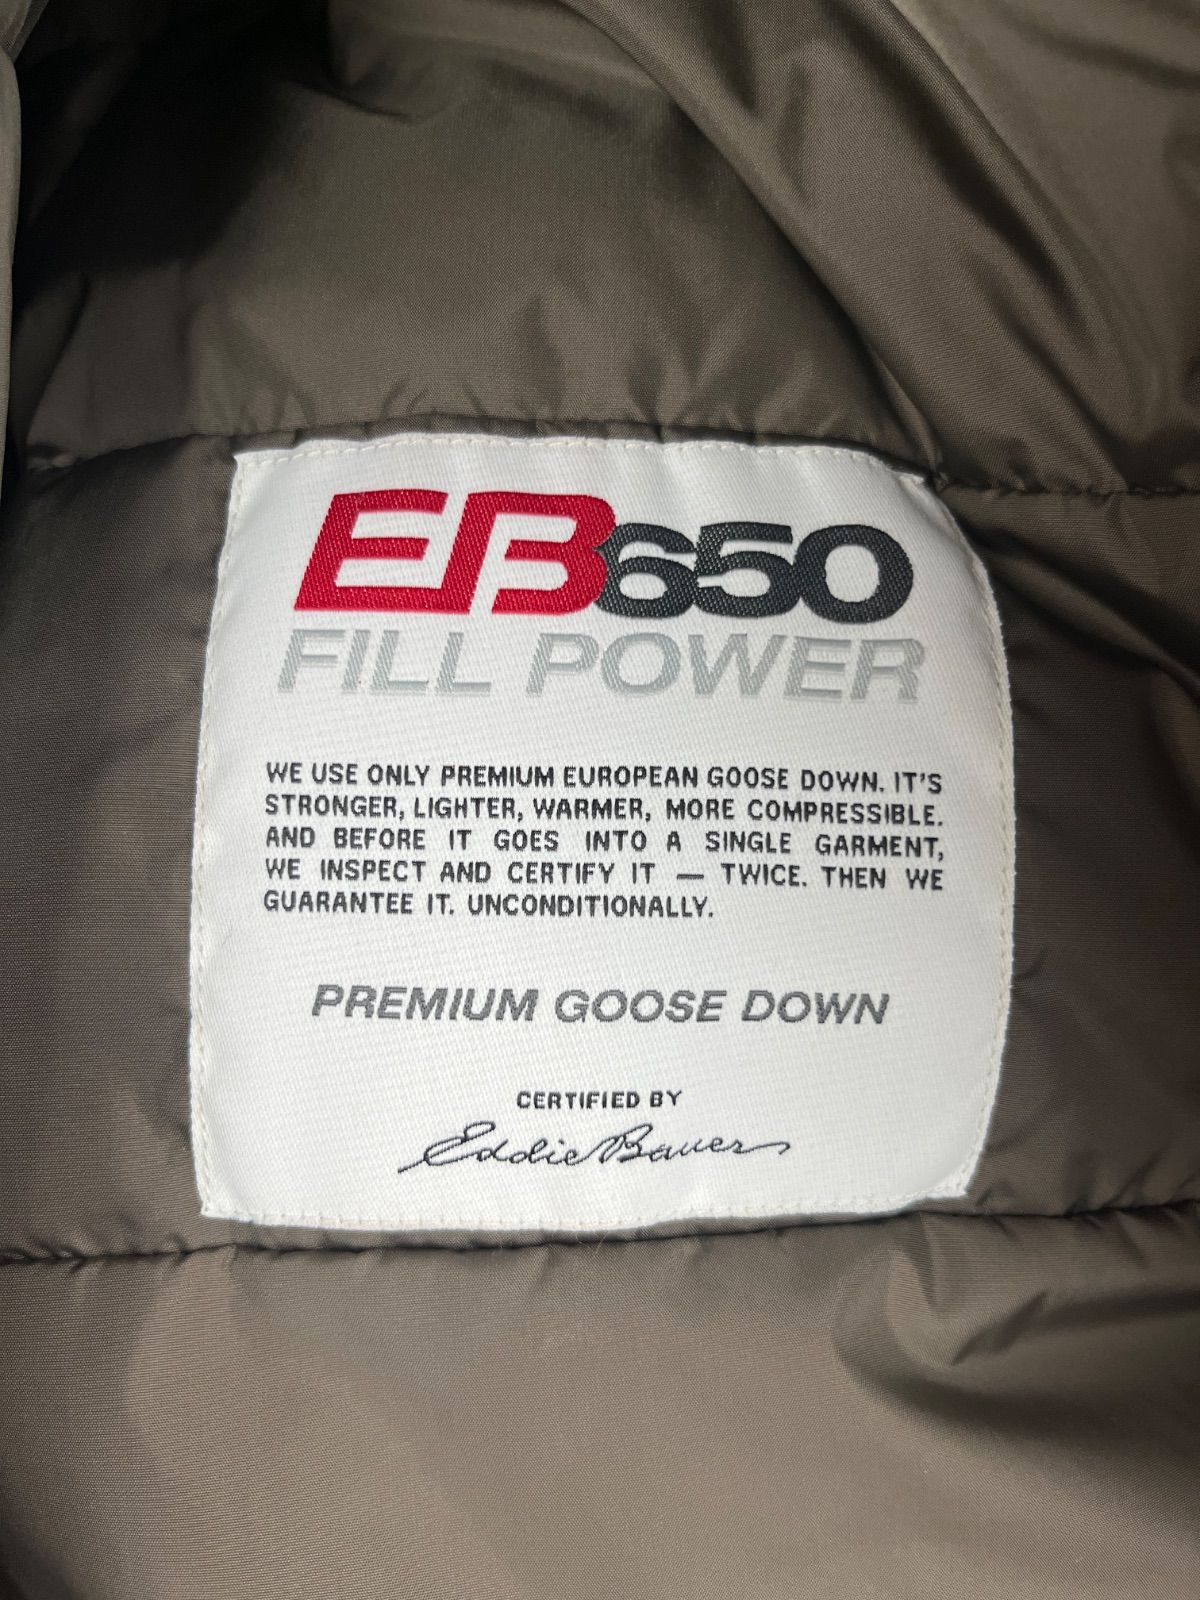 EB650
FILL POWER
WE USE ONLY PREMIUM EUROPEAN GOOSE DOWN. IT'S
STRONGER, LIGHTER, WARMER, MORE COMPRESSIBLE.
AND BEFORE IT GOES INTO A SINGLE GARMENT,
WE INSPECT AND CERTIFY IT — TWICE. THEN WE
GUARANTEE IT. UNCONDITIONALLY.
PREMIUM GOOSE DOWN
CERTIFIED BY
Eddie Bauer